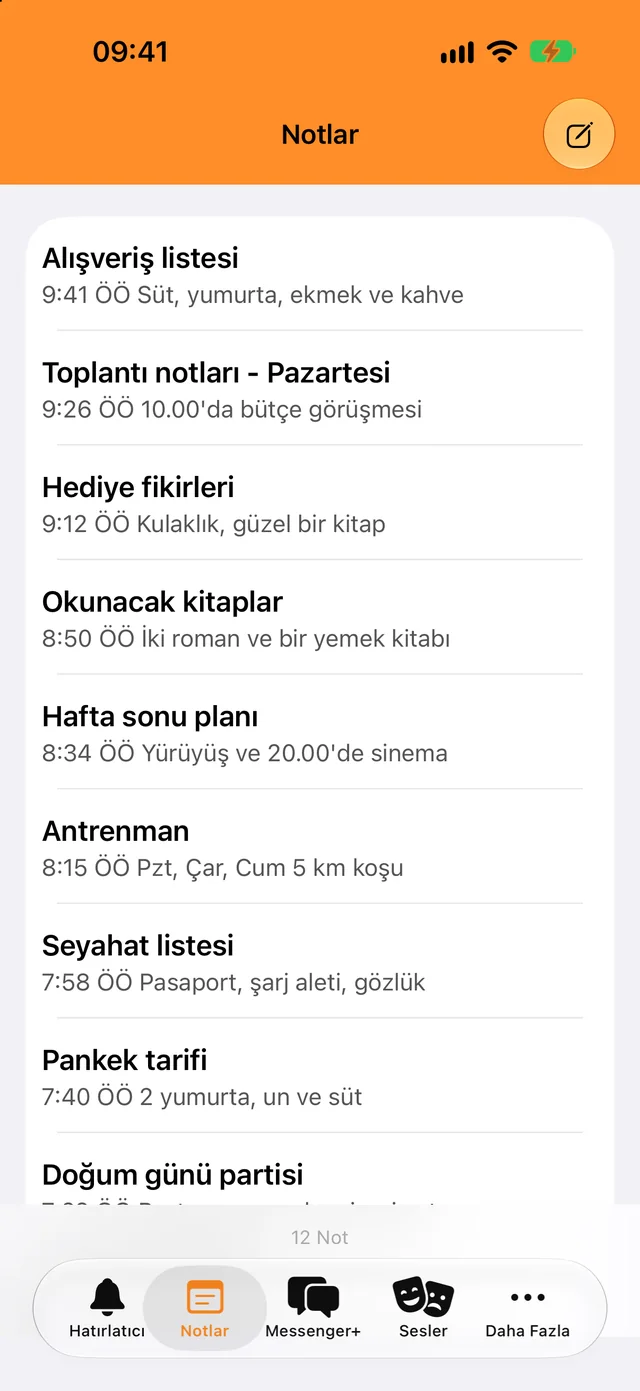 09:41
Notlar
Alışveriş listesi
9:41 ÖÖ Süt, yumurta, ekmek ve kahve
Toplantı notları - Pazartesi
9:26 ÖÖ 10.00'da bütçe görüşmesi
Hediye fikirleri
9:12 ÖÖ Kulaklık, güzel bir kitap
Okunacak kitaplar
8:50 ÖÖ İki roman ve bir yemek kitabı
Hafta sonu planı
8:34 ÖÖ Yürüyüş ve 20.00'de sinema
Antrenman
8:15 ÖÖ Pzt, Çar, Cum 5 km koşu
Seyahat listesi
7:58 ÖÖ Pasaport, şarj aleti, gözlük
Pankek tarifi
7:40 ÖÖ 2 yumurta, un ve süt
Doğum günü partisi
12 Not
Hatırlatıcı
Notlar
Messenger+
Sesler
Daha Fazla